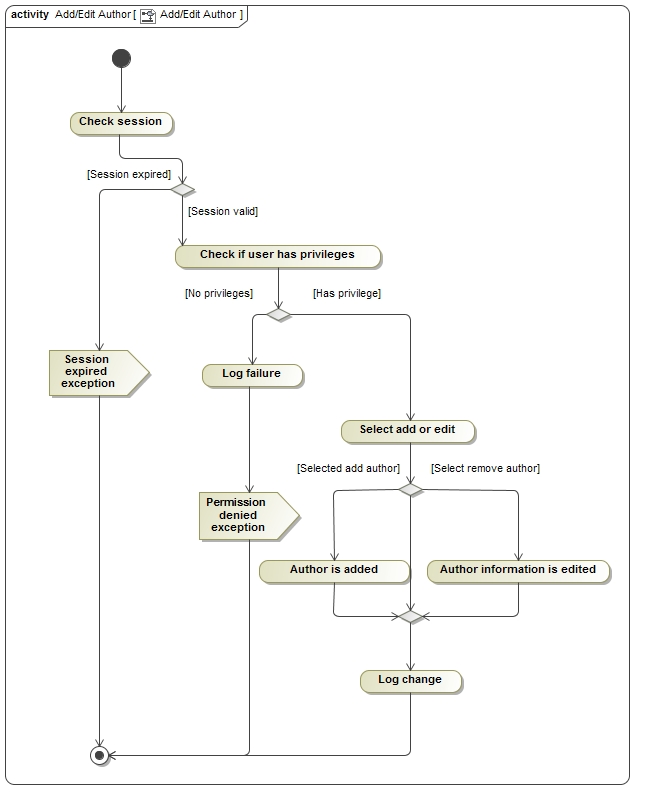 activity Add/Edit Author [ Add/Edit Author ]
Check session
[Session expired]
[Session valid]
Check if user has privileges
[No privileges]
[Has privilege]
Session
expired
exception
Log failure
Select add or edit
[Selected add author]
[Select remove author]
Permission
denied
exception
Author is added
Author information is edited
Log change